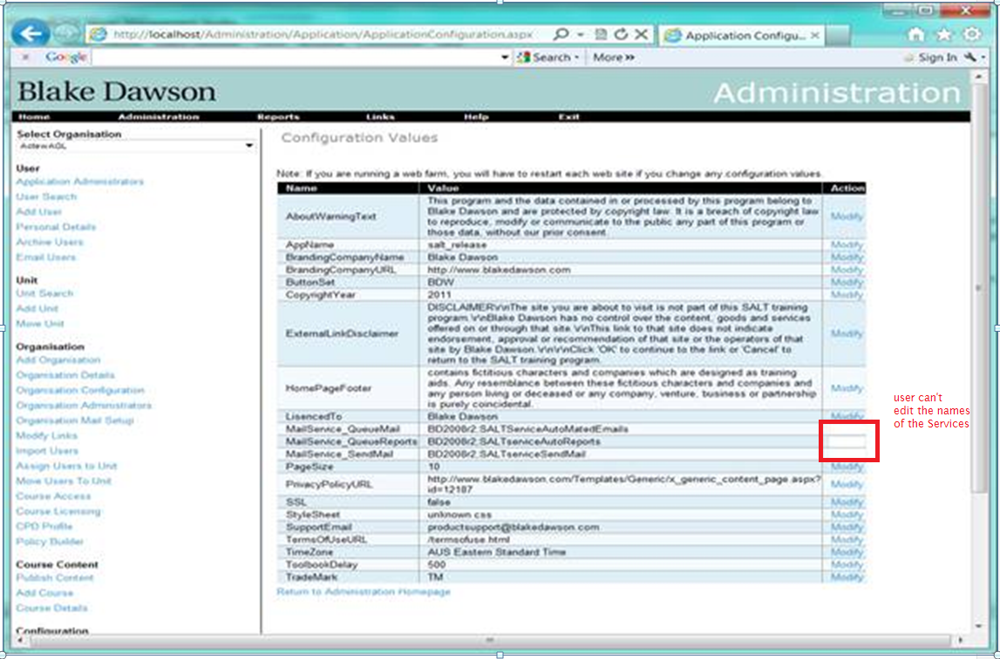 http://localhost/Administration/Application/ApplicationConfiguration.aspx
Application Configu...
Google
Search
More »
Sign In
Blake Dawson
Administration
Home Administration Reports Links Help Exit
Select Organisation
ActewAGL
User
Application Administrators
User Search
Add User
Personal Details
Archive Users
Email Users
Unit
Unit Search
Add Unit
Move Unit
Organisation
Add Organisation
Organisation Details
Organisation Configuration
Organisation Administrators
Organisation Mail Setup
Modify Links
Import Users
Assign Users to Unit
Move Users To Unit
Course Access
Course Licensing
CPD Profile
Policy Builder
Course Content
Publish Content
Add Course
Course Details
Configuration
Configuration Values
Note: If you are running a web farm, you will have to restart each web site if you change any configuration values.
Name Value Action
This program and the data contained in or processed by this program belong to
Blake Dawson and are protected by copyright law. It is a breach of copyright law
AboutWarningText Modify
to reproduce, modify or communicate to the public any part of this program or
those data, without our prior consent.
AppName salt_release Modify
BrandingCompanyName Blake Dawson Modify
BrandingCompanyURL http://www.blakedawson.com Modify
ButtonSet BDW Modify
CopyrightYear 2011 Modify
DISCLAIMER\r\nThe site you are about to visit is not part of this SALT training
program.\r\nBlake Dawson has no control over the content, goods and services
ExternalLinkDisclaimer offered on or through that site.\r\nThis link to that site does not indicate Modify
endorsement, approval or recommendation of that site or the operators of that
site by Blake Dawson.\r\n\r\nClick 'OK' to continue to the link or 'Cancel' to
return to the SALT training program.
contains fictitious characters and companies which are designed as training
HomePageFooter aids. Any resemblance between these fictitious characters and companies and Modify
any person living or deceased or any company, venture, business or partnership
is purely coincidental.
LisencedTo Blake Dawson Modify
MailService_QueueMail BD2008r2;SALTServiceAutoMatedEmails
MailService_QueueReports BD2008r2;SALTserviceAutoReports
MailService_SendMail BD2008r2;SALTserviceSendMail
PageSize 10 Modify
PrivacyPolicyURL http://www.blakedawson.com/Templates/Generic/x_generic_content_page.aspx? Modify
id=12187
SSL false Modify
StyleSheet unknown.css Modify
SupportEmail productsupport@blakedawson.com Modify
TermsOfUseURL /termsofuse.html Modify
TimeZone AUS Eastern Standard Time Modify
ToolbookDelay 500 Modify
TradeMark TM Modify
Return to Administration Homepage
user can't
edit the names
of the Services